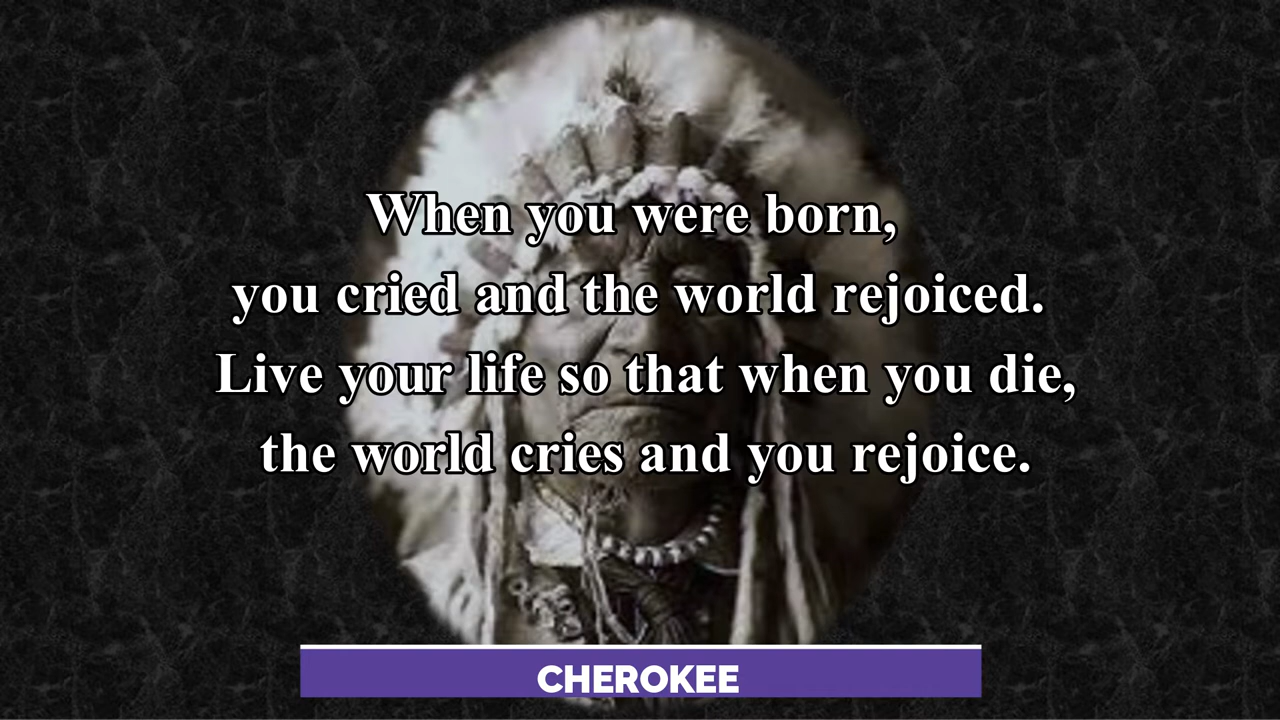 When you were born,
you cried and the world rejoiced.
Live your life so that when you die,
the world cries and you rejoice.
CHEROKEE